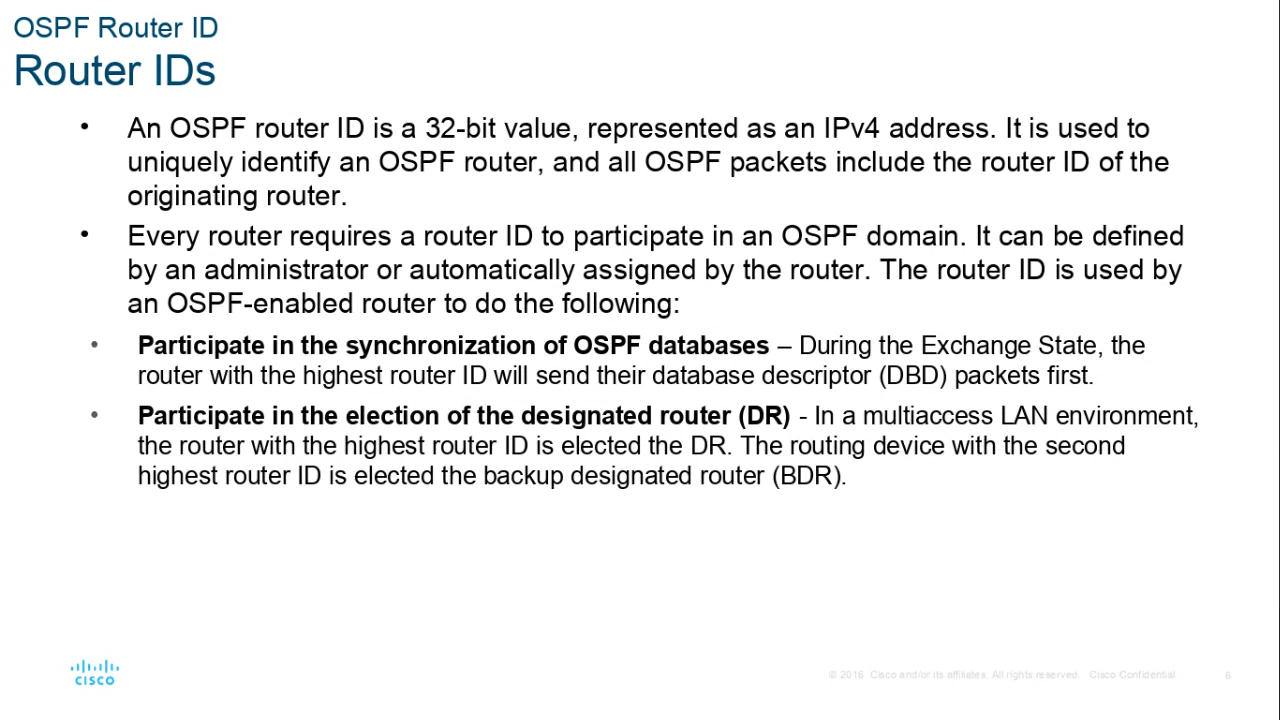 OSPF Router ID
Router IDs
• An OSPF router ID is a 32-bit value, represented as an IPv4 address. It is used to
uniquely identify an OSPF router, and all OSPF packets include the router ID of the
originating router.
• Every router requires a router ID to participate in an OSPF domain. It can be defined
by an administrator or automatically assigned by the router. The router ID is used by
an OSPF-enabled router to do the following:
• Participate in the synchronization of OSPF databases – During the Exchange State, the
router with the highest router ID will send their database descriptor (DBD) packets first.
• Participate in the election of the designated router (DR) - In a multiaccess LAN environment,
the router with the highest router ID is elected the DR. The routing device with the second
highest router ID is elected the backup designated router (BDR).
CISCO
© 2016 Cisco and/or its affiliates. All rights reserved. Cisco Confidential
6